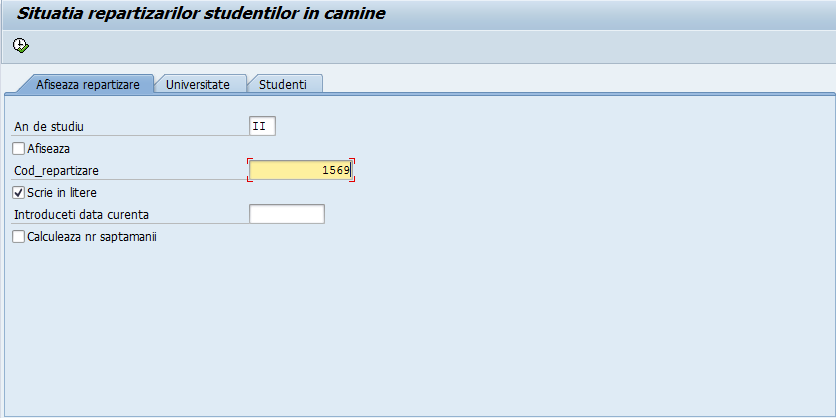 Situatia repartizarilor studentilor in camine
Afiseaza repartizare Universitate Studenti
An de studiu II
Afiseaza
Cod_repartizare 1569
Scrie in litere
Introduceti data curenta
Calculeaza nr saptamanii